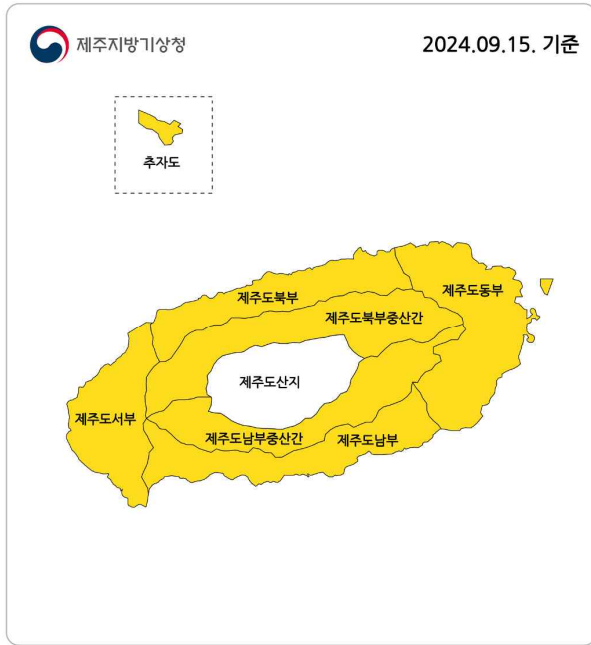 제주지방기상청
2024.09.15. 기준
추자도
제주도북부
제주도동부
제주도북부중산간
제주도산지
제주도서부
제주도남부중산간
제주도남부